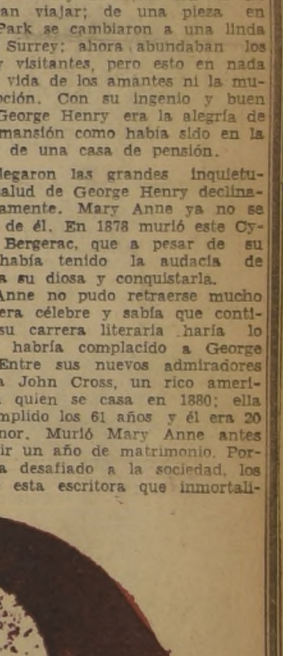 an viajar; de una pieza en
Park se cambiaron a una linda
Surrey; ahora abundaban los
y visitantes, pero esto en nada
vida de los amantes ni la mu-
oción. Con su ingenio y buen
George Henry era la alegría de
mansión como había sido en la
de una casa de pensión.
legaron las grandes inquietu-
salud de George Henry declina-
amente. Mary Anne ya no se
de él. En 1878 murió este Cy-
Bergerac, que a pesar de su
había tenido la audacia de
a su diosa y conquistarla.
Anne no pudo retraerse mucho
era célebre y sabía que conti-
su carrera literaria haría lo
habría complacido a George
Entre sus nuevos admiradores
a John Cross, un rico ameri-
quien se casa en 1880; ella
mplido los 61 años y él era 20
nor. Murió Mary Anne antes
ir un año de matrimonio. Por-
a desafiado a la sociedad, los
esta escritora que inmortali-